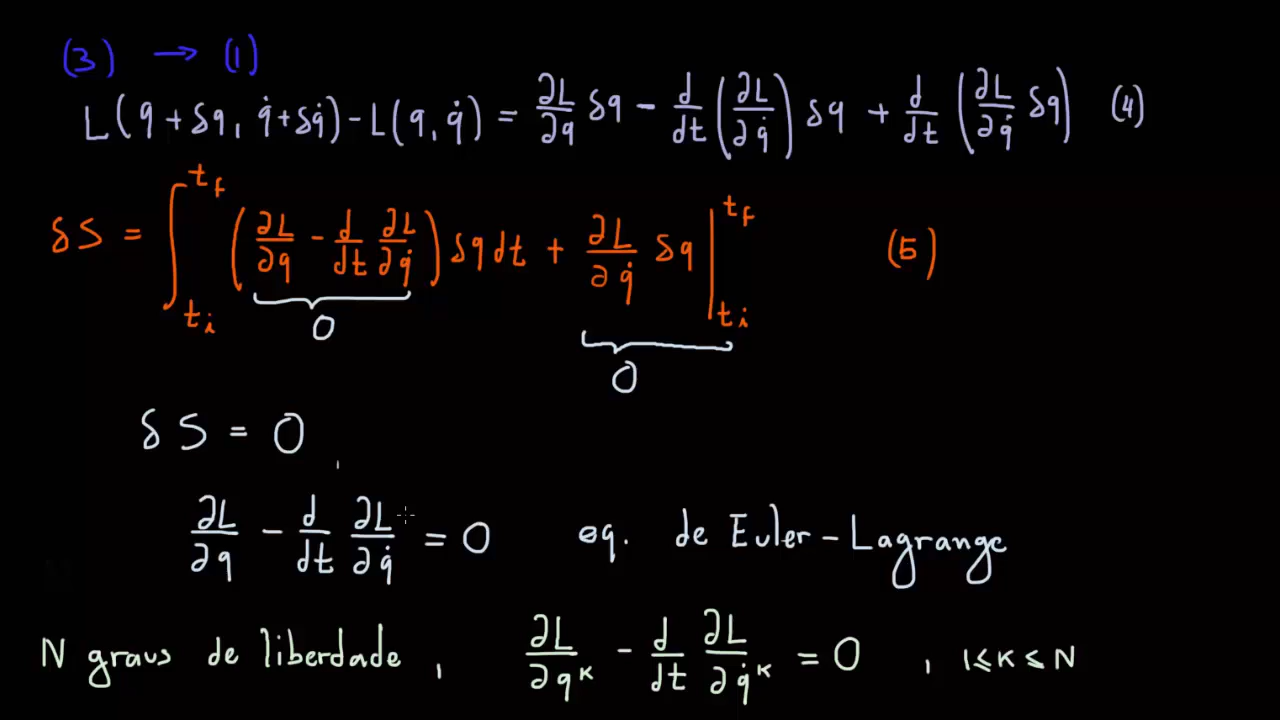 (3) → (1)
L(q + δq, q̇ + δq̇) − L(q, q̇) = ∂L/∂q δq − d/dt (∂L/∂q̇) δq + d/dt (∂L/∂q̇ δq) (4)
δS = ∫_{t_i}^{t_f} (∂L/∂q − d/dt ∂L/∂q̇) δq dt + ∂L/∂q̇ δq |_{t_i}^{t_f} (5)
0 0
δS = 0 ,
∂L/∂q − d/dt ∂L/∂q̇ = 0 eq. de Euler-Lagrange
N graus de liberdade , ∂L/∂q^k − d/dt ∂L/∂q̇^k = 0 , 1 ≤ k ≤ N